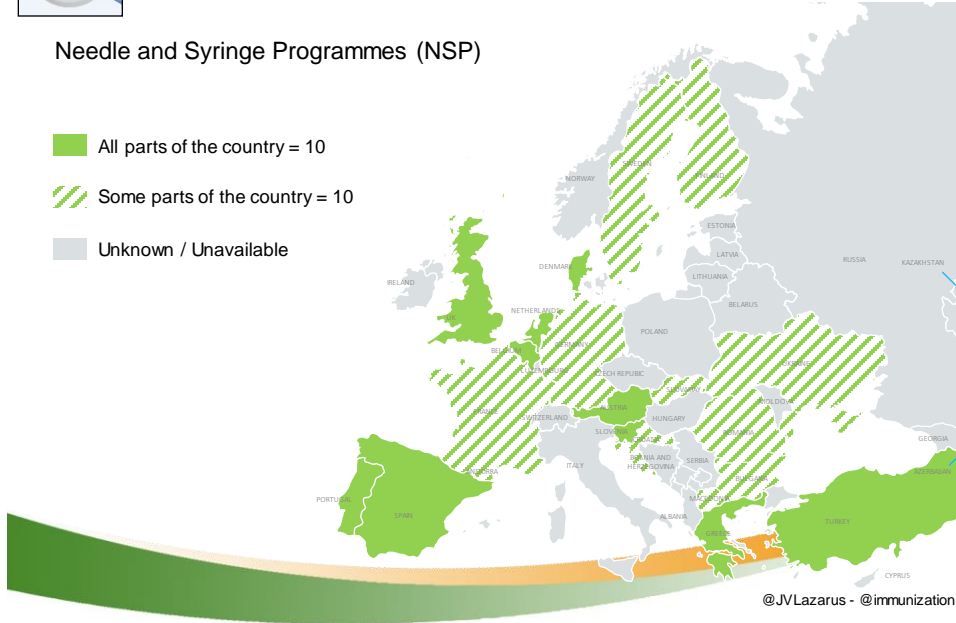 Needle and Syringe Programmes (NSP)
All parts of the country = 10
Some parts of the country = 10
Unknown / Unavailable
SWEDEN
FINLAND
NORWAY
ESTONIA
LATVIA
RUSSIA
KAZAKHSTAN
DENMARK
LITHUANIA
IRELAND
BELARUS
NETHERLANDS
UK
POLAND
GERMANY
BELGIUM
LUXEMBOURG
CZECH REPUBIC
UKRAINE
SLOVAKIA
MOLDOVA
FRANCE
AUSTRIA
SWITZERLAND
HUNGARY
SLOVENIA
ROMANIA
CROATIA
GEORGIA
BOSNIA AND
HERZEGOVINA
SERBIA
ITALY
ANDORRA
AZERBAIJAN
BULGARIA
MACEDONIA
PORTUGAL
SPAIN
ALBANIA
TURKEY
GREECE
CYPRUS
@JVLazarus - @immunization